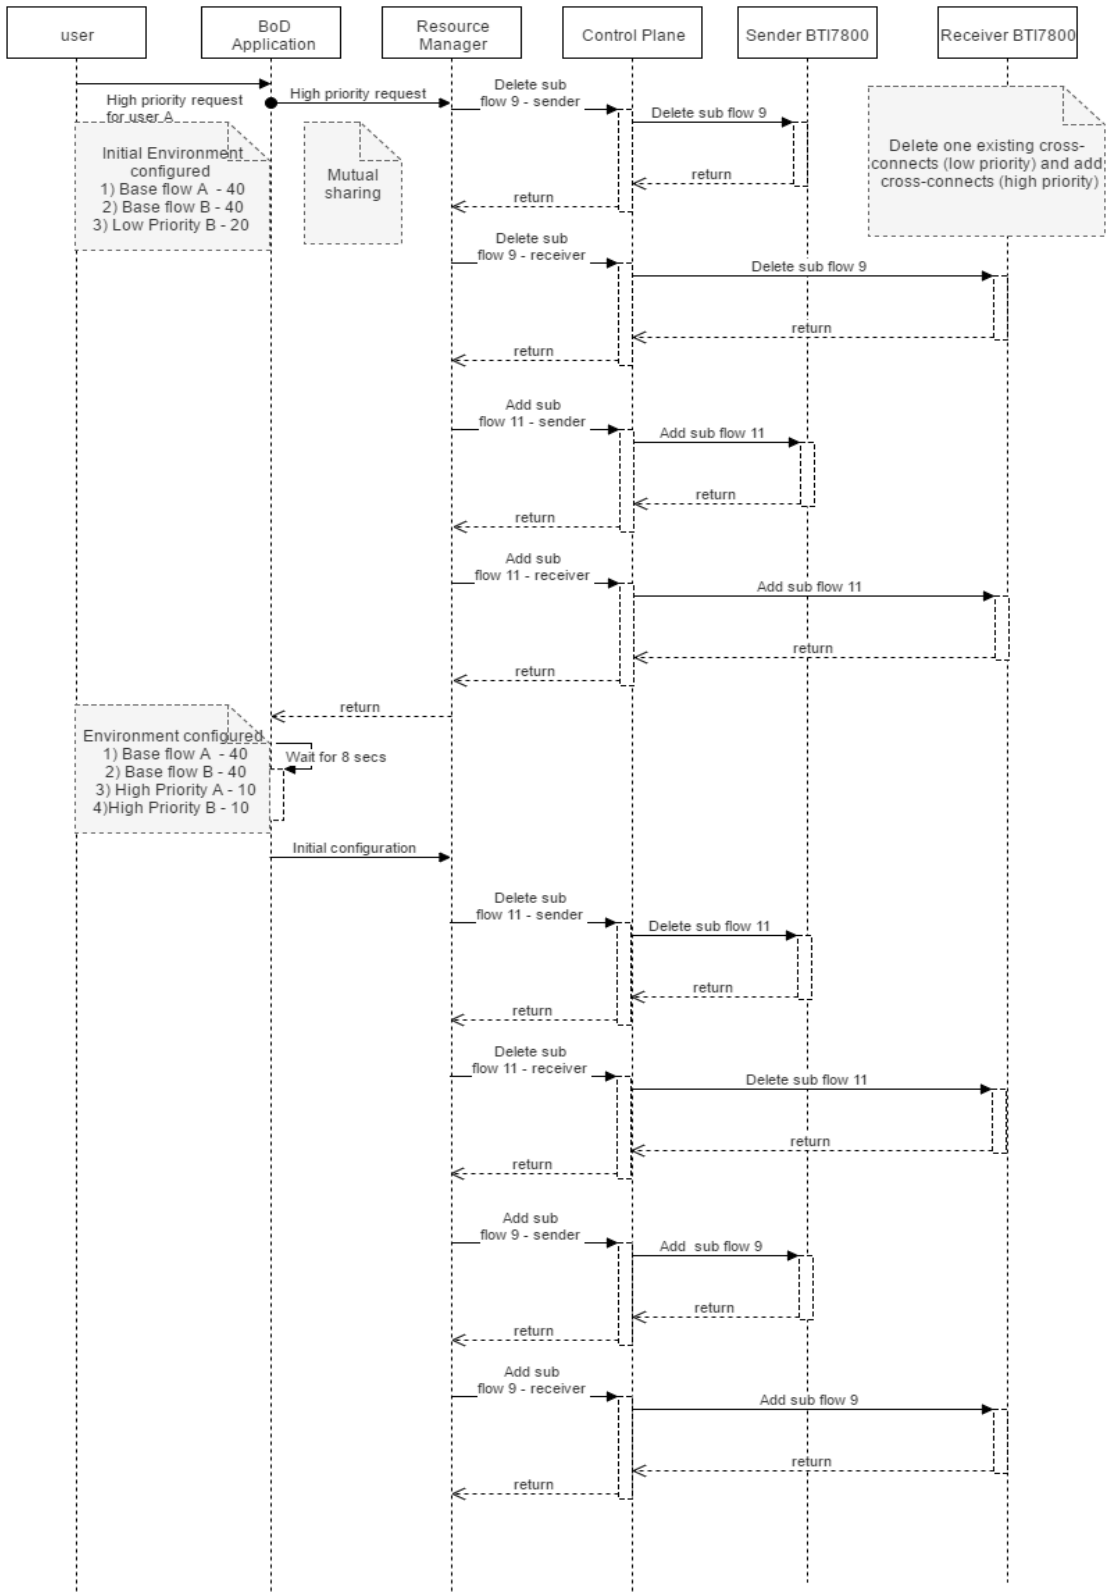 user
BoD
Application
Resource
Manager
Control Plane
Sender BTI7800
Receiver BTI7800
High priority request
for user A
High priority request
Delete sub
flow 9 - sender
Delete sub flow 9
Delete one existing cross-
connects (low priority) and add
cross-connects (high priority)
Initial Environment
configured
1) Base flow A  - 40
2) Base flow B - 40
3) Low Priority B - 20
Mutual
sharing
return
return
Delete sub
flow 9 - receiver
Delete sub flow 9
return
return
Add sub
flow 11 - sender
Add sub flow 11
return
return
Add sub
flow 11 - receiver
Add sub flow 11
return
return
return
Environment configured
1) Base flow A  - 40
2) Base flow B - 40
3) High Priority A - 10
4)High Priority B - 10
Wait for 8 secs
Initial configuration
Delete sub
flow 11 - sender
Delete sub flow 11
return
return
Delete sub
flow 11 - receiver
Delete sub flow 11
return
return
Add sub
flow 9 - sender
Add  sub flow 9
return
return
Add sub
flow 9 - receiver
Add sub flow 9
return
return